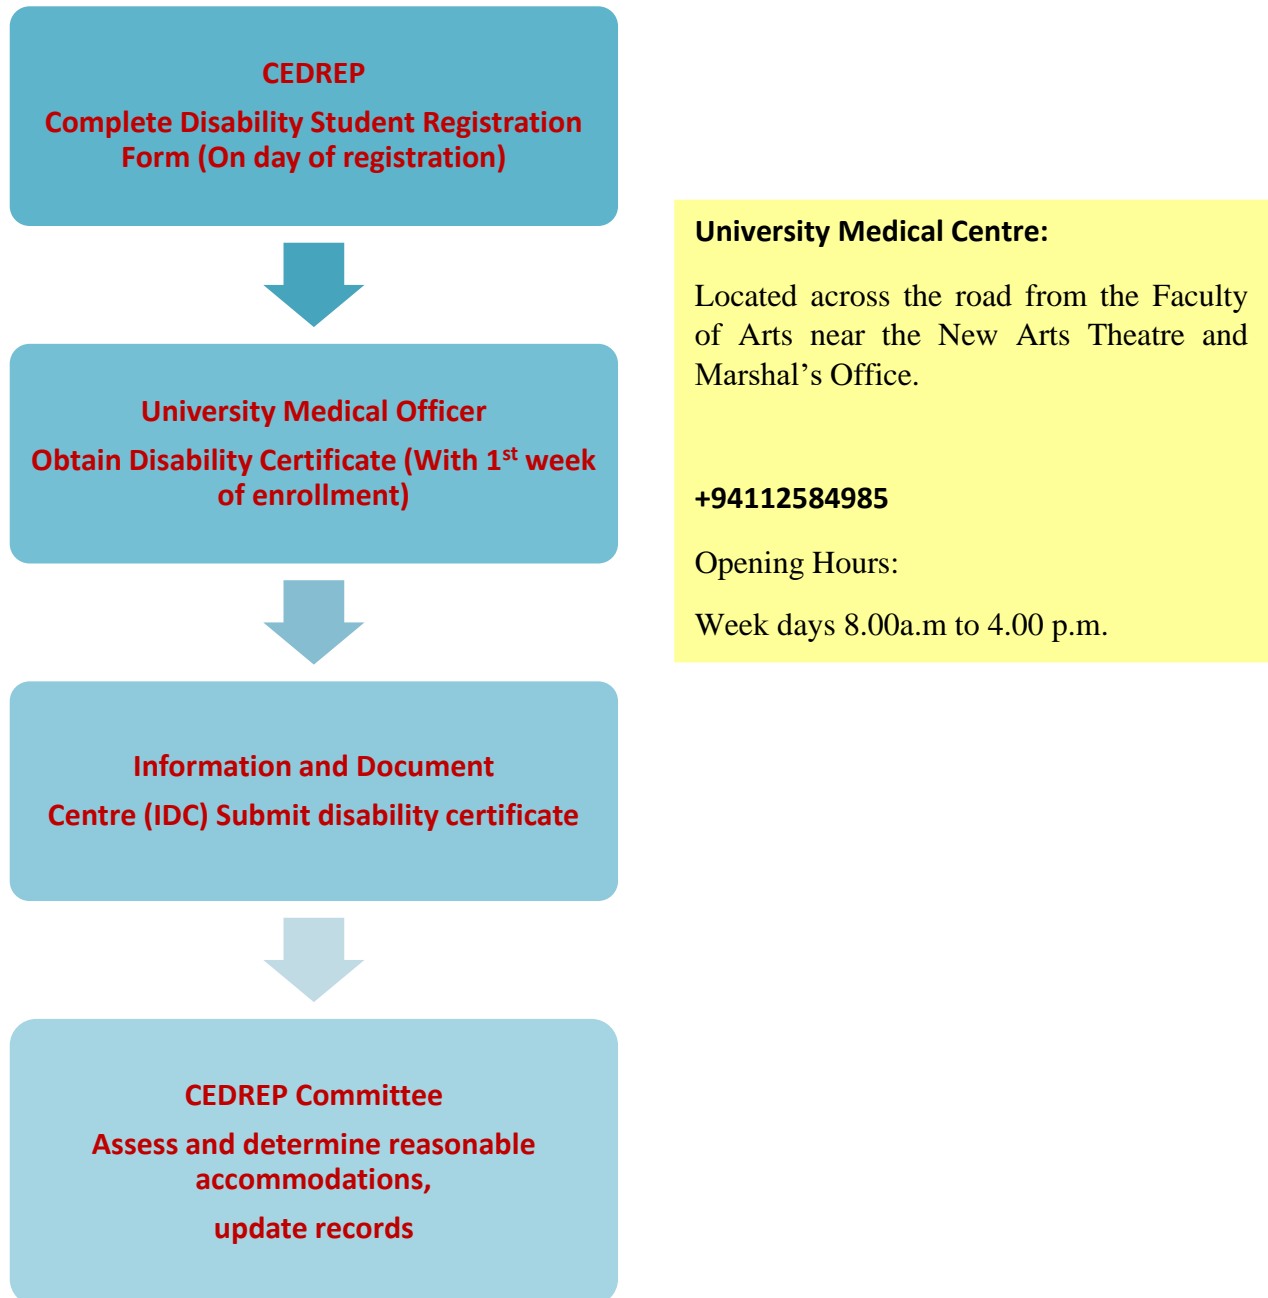 CEDREP
Complete Disability Student Registration
Form (On day of registration)
University Medical Officer
Obtain Disability Certificate (With 1st week
of enrollment)
Information and Document
Centre (IDC) Submit disability certificate
CEDREP Committee
Assess and determine reasonable
accommodations,
update records
University Medical Centre:
Located across the road from the Faculty
of Arts near the New Arts Theatre and
Marshal’s Office.
+94112584985
Opening Hours:
Week days 8.00a.m to 4.00 p.m.